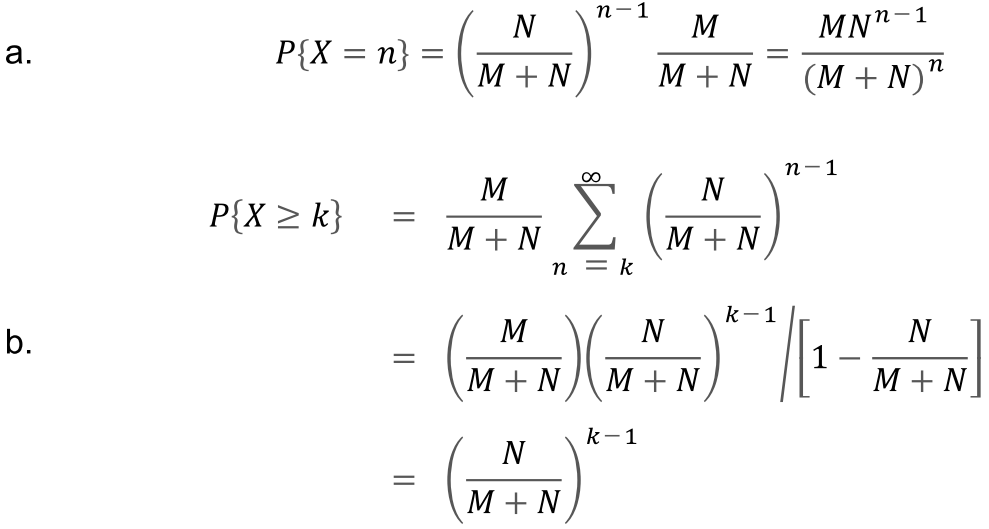 a. P{X = n} = (N / (M + N))^(n−1) M / (M + N) = MN^(n−1) / (M + N)^n
P{X ≥ k} = M / (M + N) ∑_(n = k)^∞ (N / (M + N))^(n−1)
b. = (M / (M + N))(N / (M + N))^(k−1) / [1 − N / (M + N)]
= (N / (M + N))^(k−1)